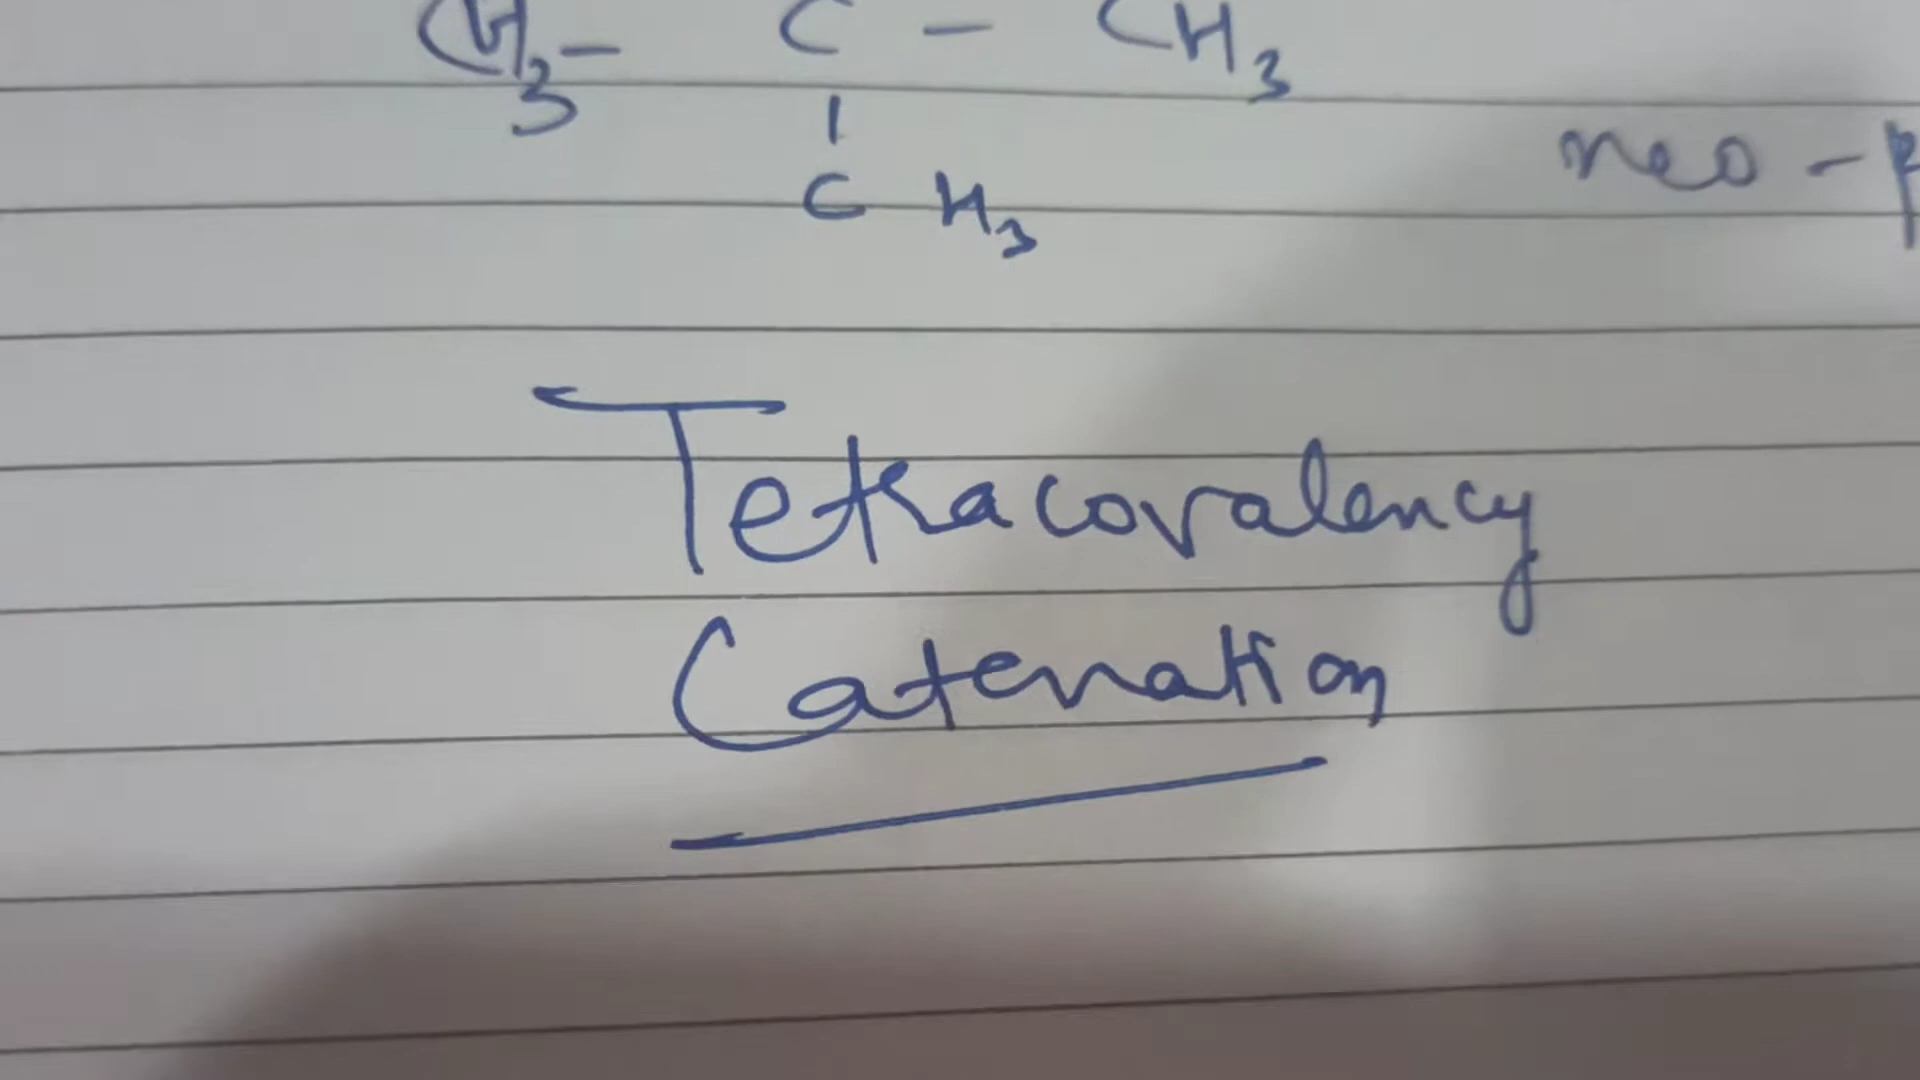 CH3 - C - CH3
|
CH3
neo - p
Tetracovalency
Catenation